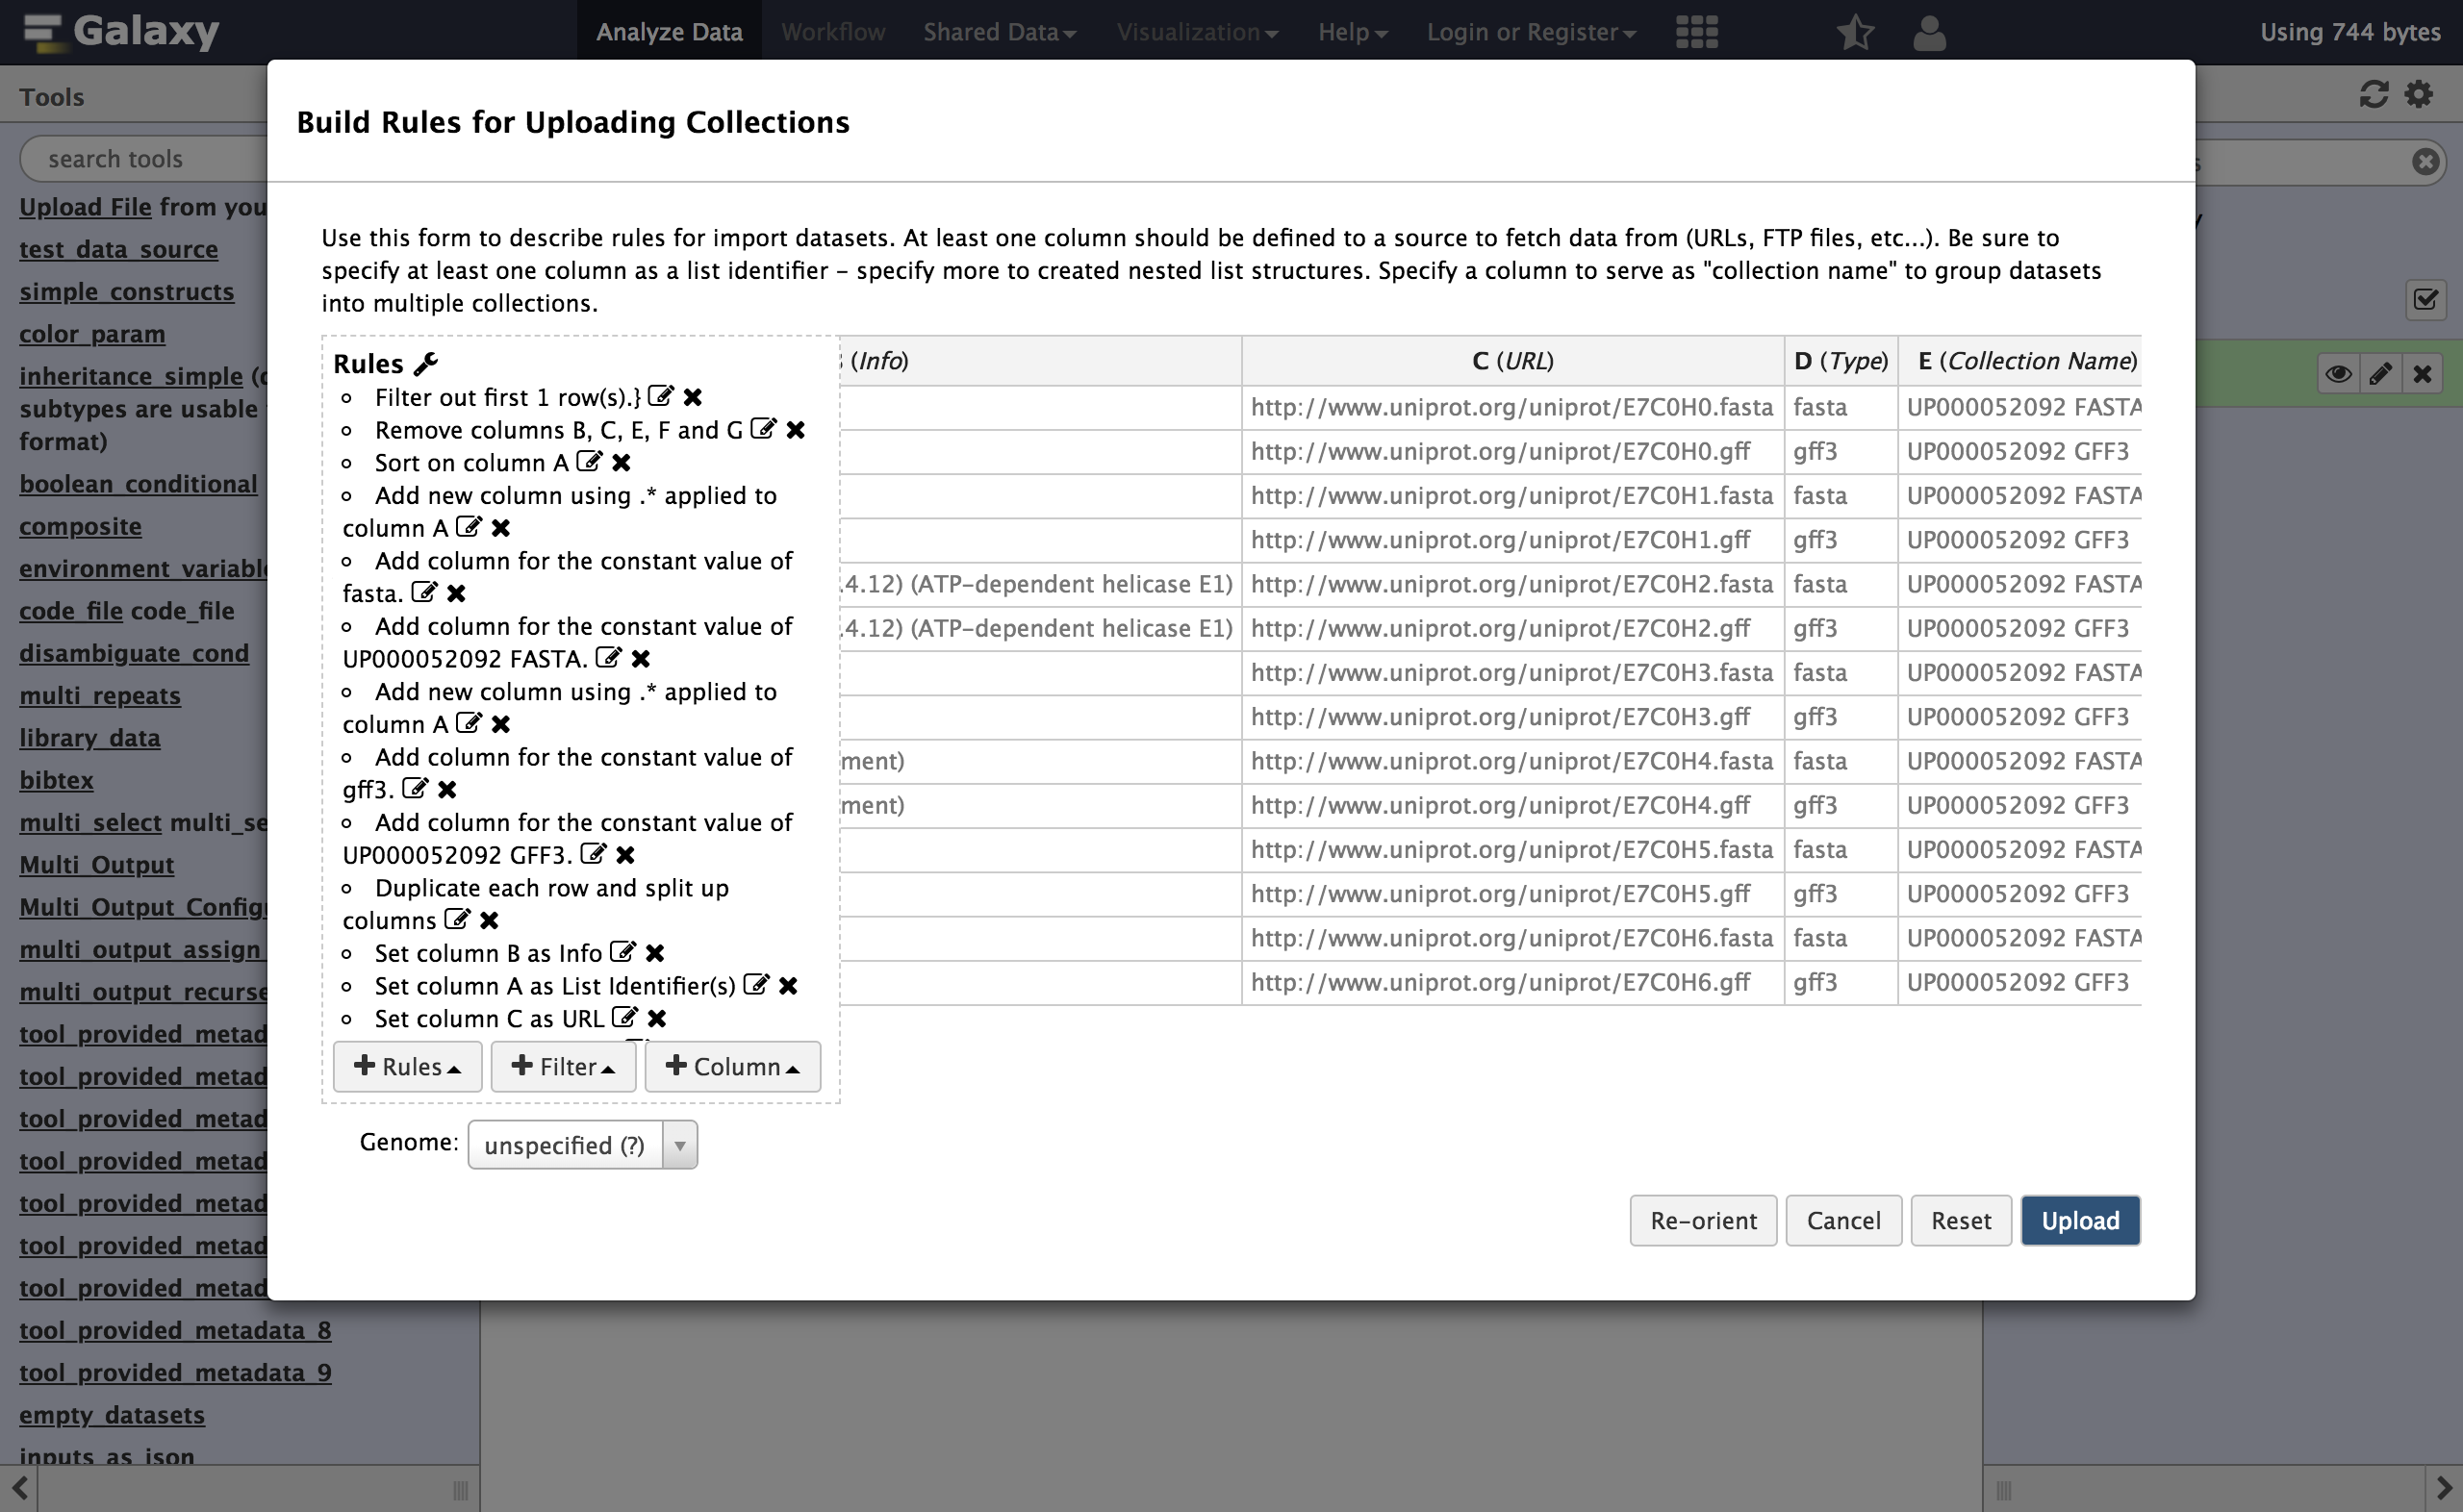 Galaxy
Analyze Data
Workflow
Shared Data
Visualization
Help
Login or Register
Using 744 bytes
Tools
search tools
Upload File from you
test_data_source
simple_constructs
color_param
inheritance_simple
subtypes are usable
format)
boolean_conditional
composite
environment_variable
code_file code_file
disambiguate_cond
multi_repeats
library_data
bibtex
multi_select multi_se
Multi_Output
Multi_Output_Config
multi_output_assign
multi_output_recurse
tool_provided_metad
tool_provided_metad
tool_provided_metad
tool_provided_metad
tool_provided_metad
tool_provided_metad
tool_provided_metad
tool_provided_metadata_8
tool_provided_metadata_9
empty_datasets
inputs_as_json
Build Rules for Uploading Collections
Use this form to describe rules for import datasets. At least one column should be defined to a source to fetch data from (URLs, FTP files, etc...). Be sure to
specify at least one column as a list identifier – specify more to created nested list structures. Specify a column to serve as "collection name" to group datasets
into multiple collections.
Rules
Filter out first 1 row(s).}
Remove columns B, C, E, F and G
Sort on column A
Add new column using .* applied to
column A
Add column for the constant value of
fasta.
Add column for the constant value of
UP000052092 FASTA.
Add new column using .* applied to
column A
Add column for the constant value of
gff3.
Add column for the constant value of
UP000052092 GFF3.
Duplicate each row and split up
columns
Set column B as Info
Set column A as List Identifier(s)
Set column C as URL
Rules
Filter
Column
(Info) C (URL) D (Type) E (Collection Name)
http://www.uniprot.org/uniprot/E7C0H0.fasta fasta UP000052092 FASTA
http://www.uniprot.org/uniprot/E7C0H0.gff gff3 UP000052092 GFF3
http://www.uniprot.org/uniprot/E7C0H1.fasta fasta UP000052092 FASTA
http://www.uniprot.org/uniprot/E7C0H1.gff gff3 UP000052092 GFF3
.4.12) (ATP-dependent helicase E1) http://www.uniprot.org/uniprot/E7C0H2.fasta fasta UP000052092 FASTA
.4.12) (ATP-dependent helicase E1) http://www.uniprot.org/uniprot/E7C0H2.gff gff3 UP000052092 GFF3
http://www.uniprot.org/uniprot/E7C0H3.fasta fasta UP000052092 FASTA
http://www.uniprot.org/uniprot/E7C0H3.gff gff3 UP000052092 GFF3
ment) http://www.uniprot.org/uniprot/E7C0H4.fasta fasta UP000052092 FASTA
ment) http://www.uniprot.org/uniprot/E7C0H4.gff gff3 UP000052092 GFF3
http://www.uniprot.org/uniprot/E7C0H5.fasta fasta UP000052092 FASTA
http://www.uniprot.org/uniprot/E7C0H5.gff gff3 UP000052092 GFF3
http://www.uniprot.org/uniprot/E7C0H6.fasta fasta UP000052092 FASTA
http://www.uniprot.org/uniprot/E7C0H6.gff gff3 UP000052092 GFF3
Genome: unspecified (?)
Re-orient
Cancel
Reset
Upload